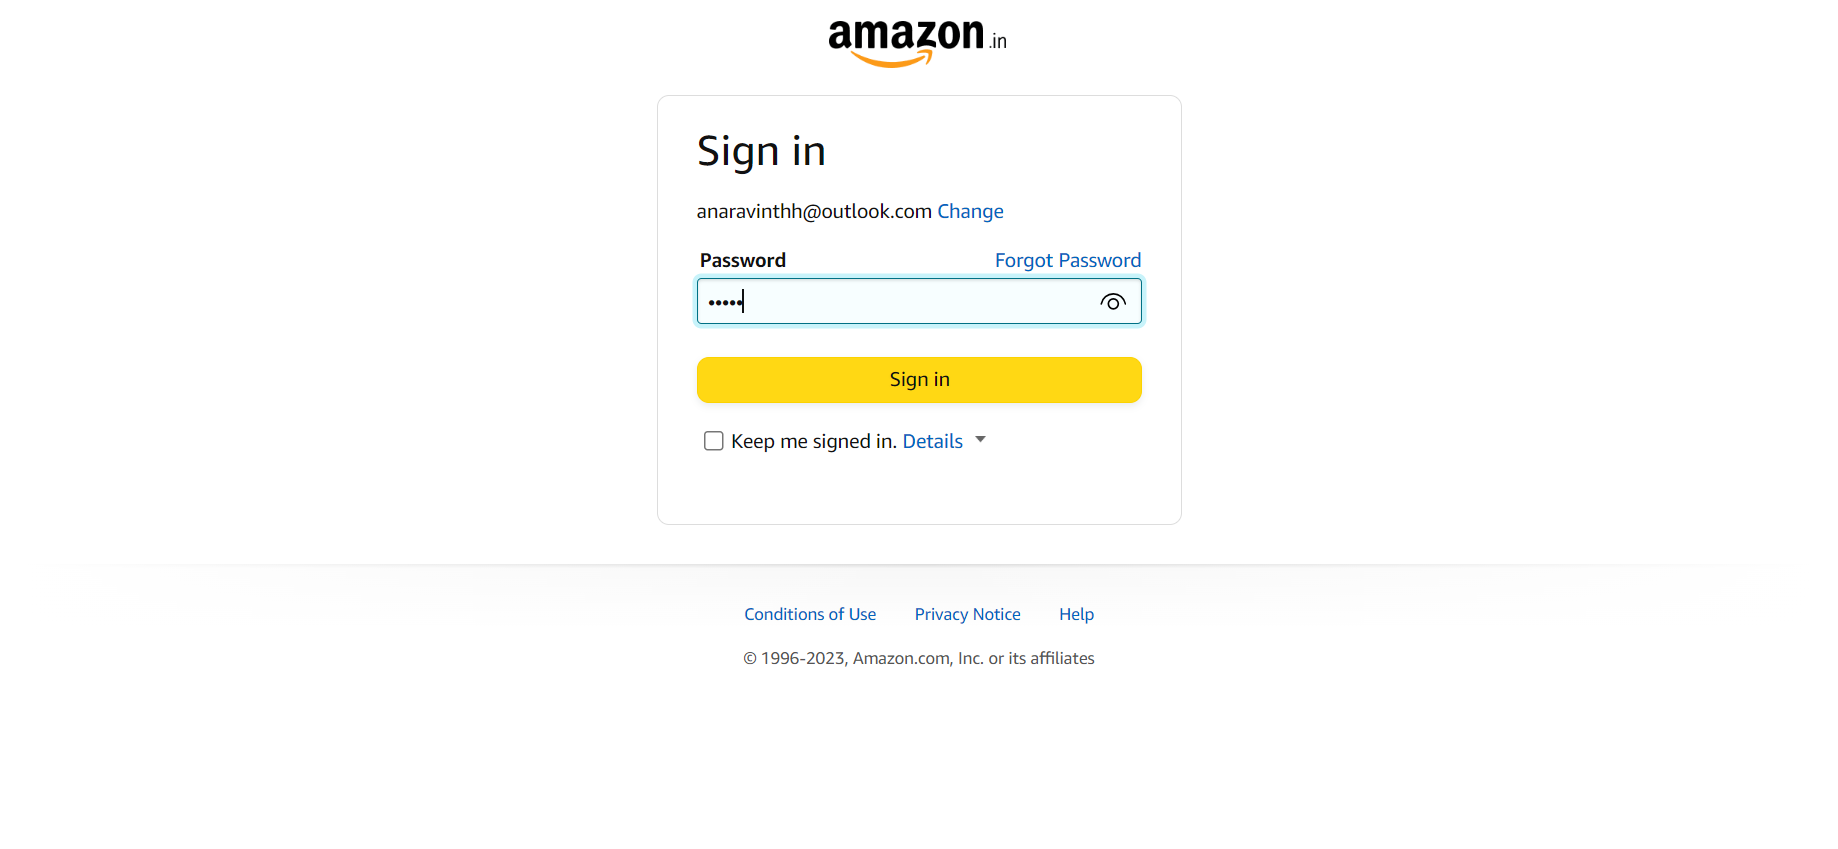 amazon.in
Sign in
anaravinthh@outlook.com Change
Password Forgot Password
•••••
Sign in
Keep me signed in. Details
Conditions of Use Privacy Notice Help
© 1996-2023, Amazon.com, Inc. or its affiliates